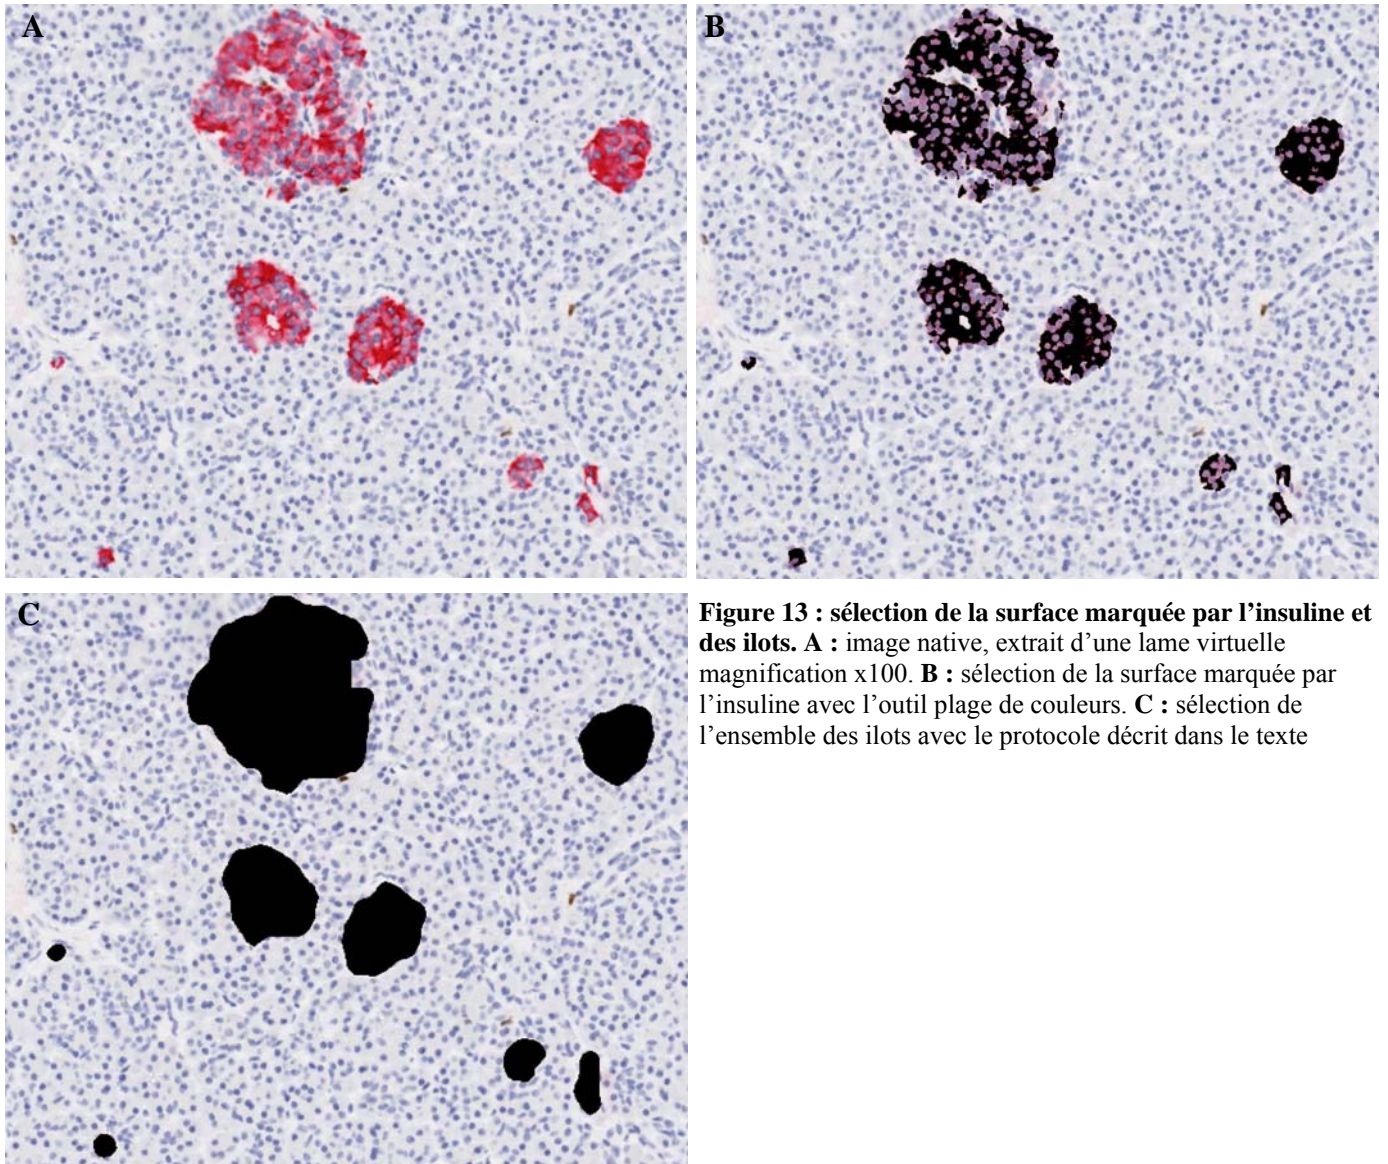 A
B
C
Figure 13 : sélection de la surface marquée par l’insuline et
des ilots. A : image native, extrait d’une lame virtuelle
magnification x100. B : sélection de la surface marquée par
l’insuline avec l’outil plage de couleurs. C : sélection de
l’ensemble des ilots avec le protocole décrit dans le texte